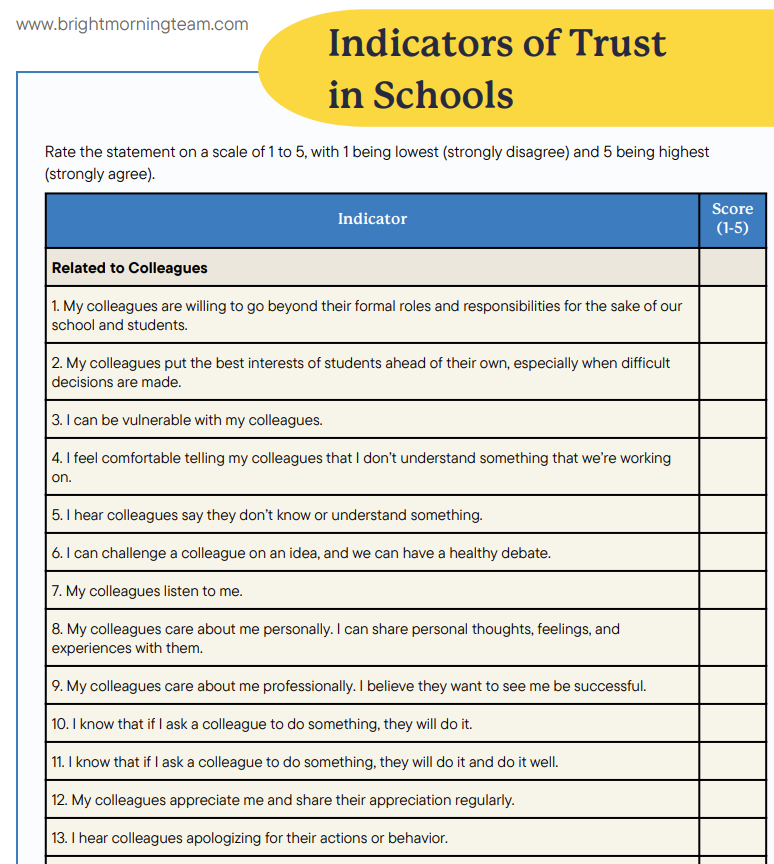 www.brightmorningteam.com
Indicators of Trust
in Schools
Rate the statement on a scale of 1 to 5, with 1 being lowest (strongly disagree) and 5 being highest
(strongly agree).
Indicator
Score
(1-5)
Related to Colleagues
1. My colleagues are willing to go beyond their formal roles and responsibilities for the sake of our
school and students.
2. My colleagues put the best interests of students ahead of their own, especially when difficult
decisions are made.
3. I can be vulnerable with my colleagues.
4. I feel comfortable telling my colleagues that I don’t understand something that we’re working
on.
5. I hear colleagues say they don’t know or understand something.
6. I can challenge a colleague on an idea, and we can have a healthy debate.
7. My colleagues listen to me.
8. My colleagues care about me personally. I can share personal thoughts, feelings, and
experiences with them.
9. My colleagues care about me professionally. I believe they want to see me be successful.
10. I know that if I ask a colleague to do something, they will do it.
11. I know that if I ask a colleague to do something, they will do it and do it well.
12. My colleagues appreciate me and share their appreciation regularly.
13. I hear colleagues apologizing for their actions or behavior.